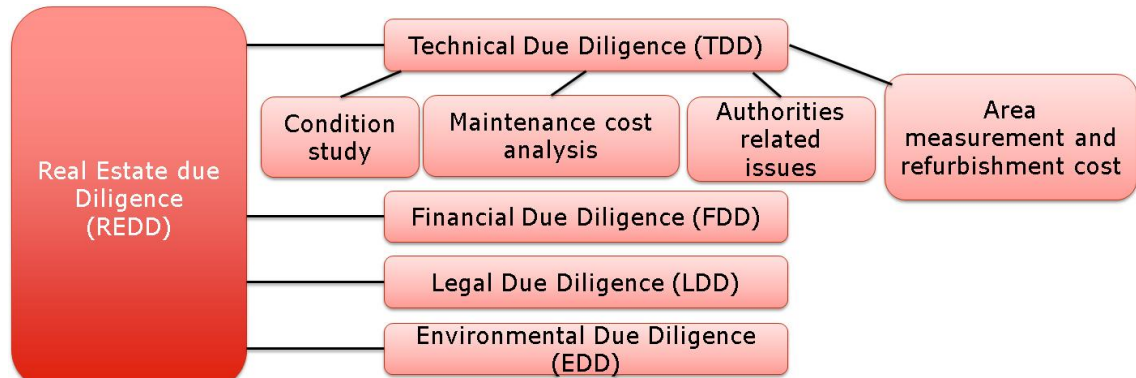 Real Estate due
Diligence
(REDD)
Technical Due Diligence (TDD)
Condition
study
Maintenance cost
analysis
Authorities
related
issues
Area
measurement and
refurbishment cost
Financial Due Diligence (FDD)
Legal Due Diligence (LDD)
Environmental Due Diligence
(EDD)